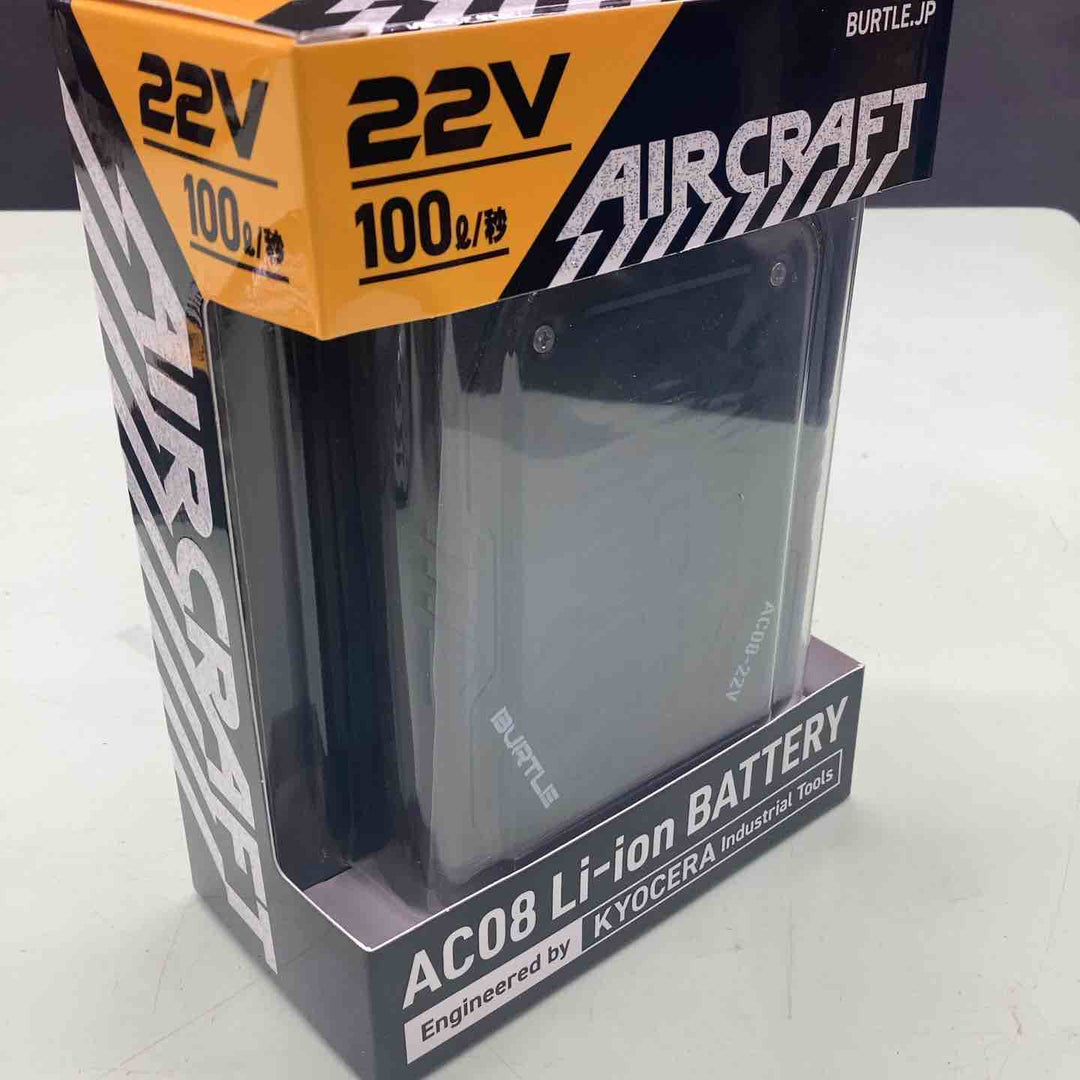 BURTLE.JP
22V
100ℓ/秒
22V
100ℓ/秒
AIRCRAFT
AIRCRAFT
AC08-22V
BURTLE
AC08 Li-ion BATTERY
Engineered by KYOCERA Industrial Tools